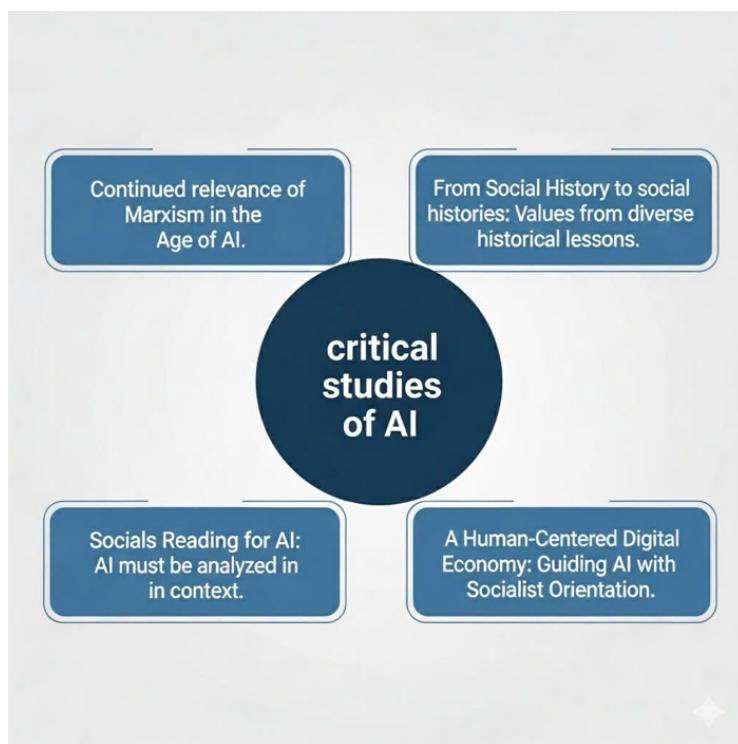 Continued relevance of
Marxism in the
Age of AI.
From Social History to social
histories: Values from diverse
historical lessons.
critical
studies
of AI
Socials Reading for AI:
AI must be analyzed in
in context.
A Human-Centered Digital
Economy: Guiding AI with
Socialist Orientation.